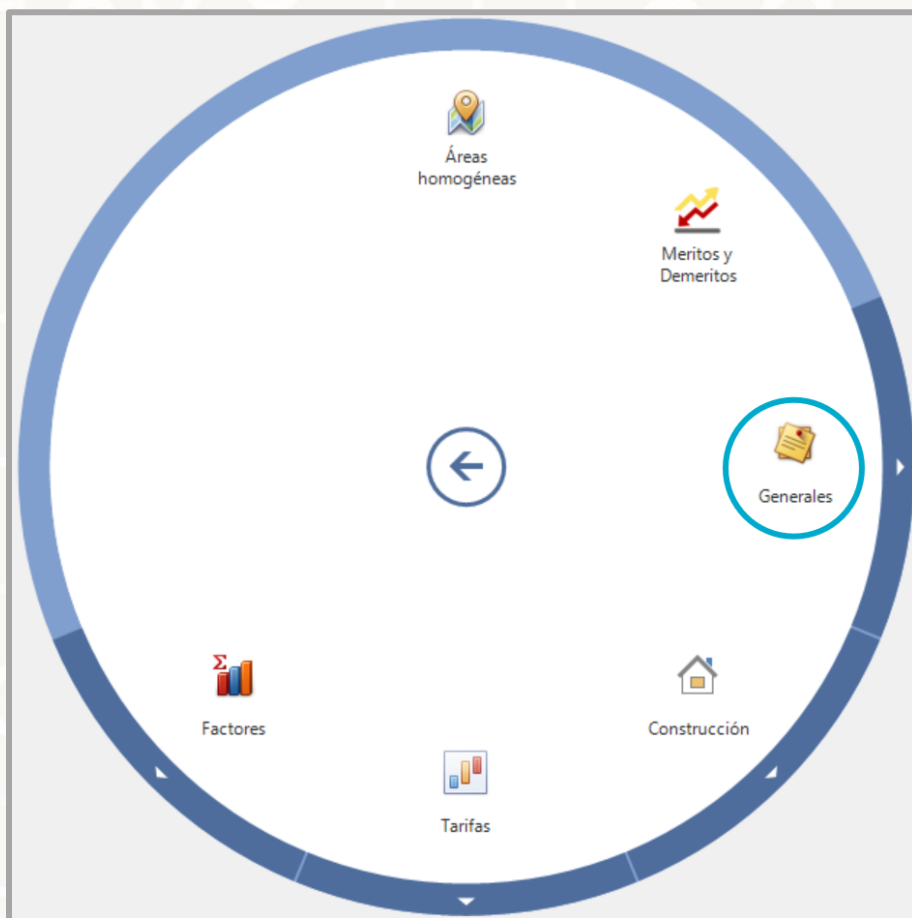 Áreas
homogéneas
Meritos y
Demeritos
Generales
Construcción
Factores
Tarifas